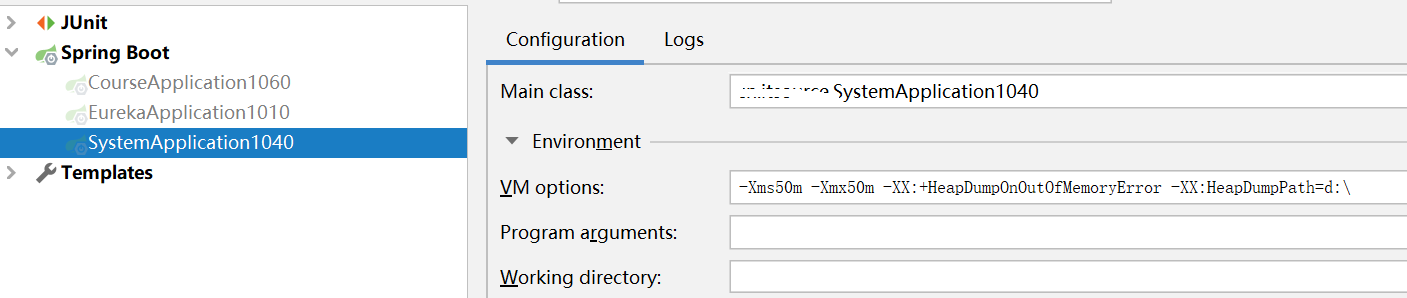 JUnit
Spring Boot
CourseApplication1060
EurekaApplication1010
SystemApplication1040
Templates
Configuration Logs
Main class: SystemApplication1040
Environment
VM options: -Xms50m -Xmx50m -XX:+HeapDumpOnOutOfMemoryError -XX:HeapDumpPath=d:\
Program arguments:
Working directory: